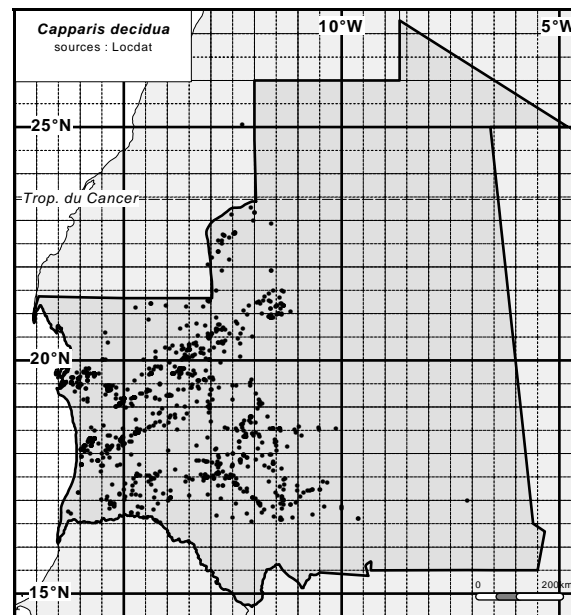 Capparis decidua
sources : Locdat
10°W
5°W
25°N
Trop. du Cancer
20°N
15°N
0 200km